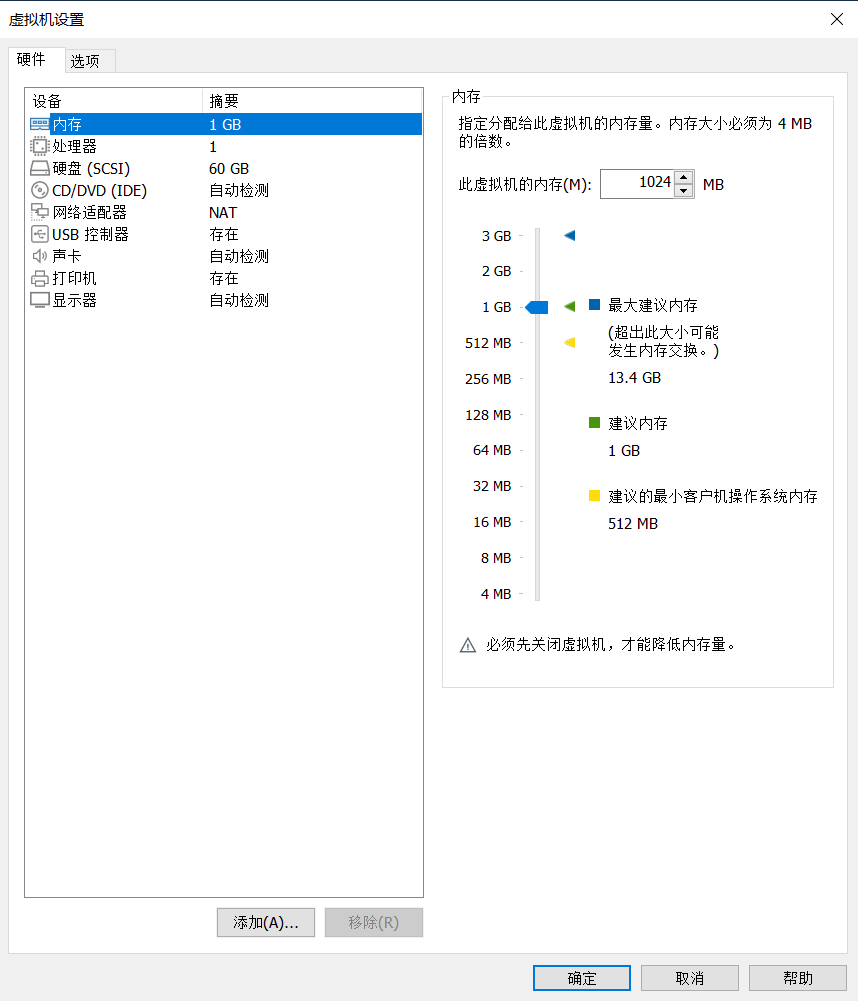 虚拟机设置
硬件 选项
设备 摘要
内存 1 GB
处理器 1
硬盘 (SCSI) 60 GB
CD/DVD (IDE) 自动检测
网络适配器 NAT
USB 控制器 存在
声卡 自动检测
打印机 存在
显示器 自动检测
添加(A)... 移除(R)
内存
指定分配给此虚拟机的内存量。内存大小必须为 4 MB
的倍数。
此虚拟机的内存(M): 1024 MB
3 GB
2 GB
1 GB
512 MB
256 MB
128 MB
64 MB
32 MB
16 MB
8 MB
4 MB
最大建议内存
(超出此大小可能
发生内存交换。)
13.4 GB
建议内存
1 GB
建议的最小客户机操作系统内存
512 MB
必须先关闭虚拟机，才能降低内存量。
确定 取消 帮助